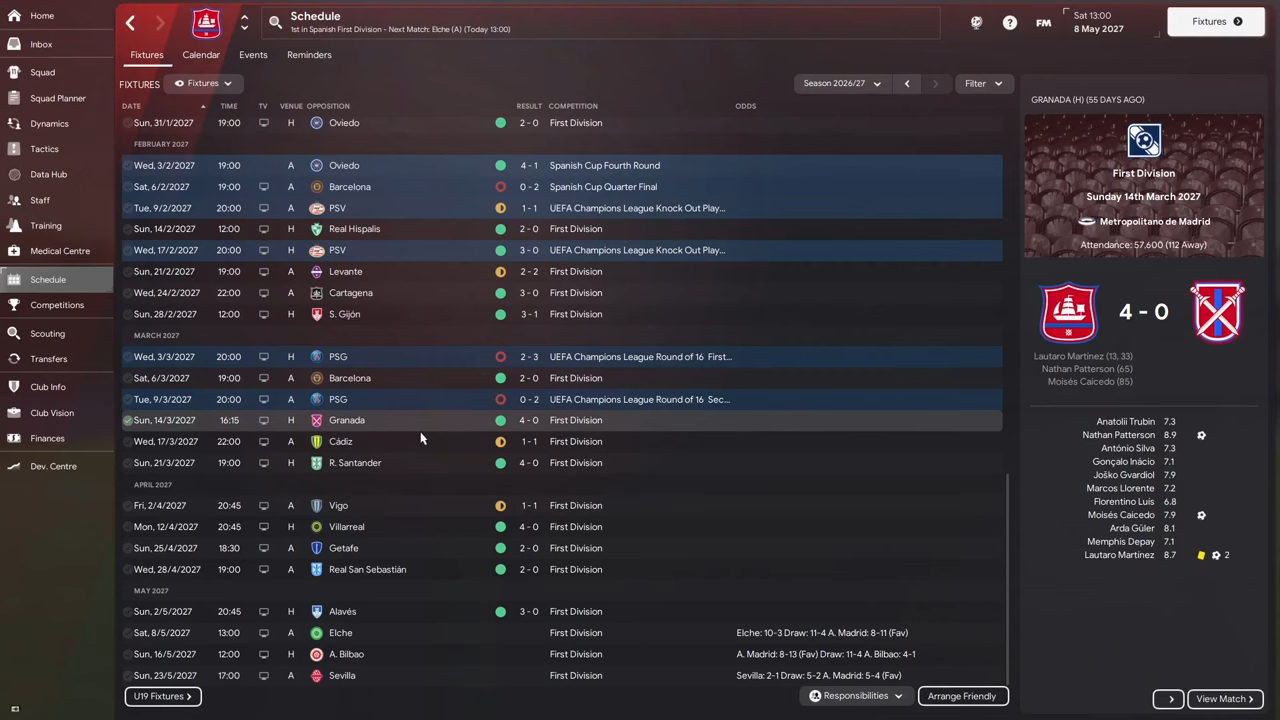 Home
Inbox
Squad
Squad Planner
Dynamics
Tactics
Data Hub
Staff
Training
Medical Centre
Schedule
Competitions
Scouting
Transfers
Club Info
Club Vision
Finances
Dev. Centre
Schedule
1st in Spanish First Division - Next Match: Elche (A) (Today 13:00)
? FM Sat 13:00
8 May 2027
Fixtures
Fixtures Calendar Events Reminders
FIXTURES Fixtures Season 2026/27 Filter
DATE TIME TV VENUE OPPOSITION RESULT COMPETITION ODDS
Sun, 31/1/2027 19:00 H Oviedo 2 - 0 First Division
FEBRUARY 2027
Wed, 3/2/2027 19:00 A Oviedo 4 - 1 Spanish Cup Fourth Round
Sat, 6/2/2027 19:00 A Barcelona 0 - 2 Spanish Cup Quarter Final
Tue, 9/2/2027 20:00 A PSV 1 - 1 UEFA Champions League Knock Out Play...
Sun, 14/2/2027 12:00 H Real Hispalis 2 - 0 First Division
Wed, 17/2/2027 20:00 H PSV 3 - 0 UEFA Champions League Knock Out Play...
Sun, 21/2/2027 19:00 A Levante 2 - 2 First Division
Wed, 24/2/2027 22:00 A Cartagena 3 - 0 First Division
Sun, 28/2/2027 12:00 H S. Gijón 3 - 1 First Division
MARCH 2027
Wed, 3/3/2027 20:00 H PSG 2 - 3 UEFA Champions League Round of 16 First...
Sat, 6/3/2027 19:00 A Barcelona 2 - 0 First Division
Tue, 9/3/2027 20:00 A PSG 0 - 2 UEFA Champions League Round of 16 Sec...
Sun, 14/3/2027 16:15 H Granada 4 - 0 First Division
Wed, 17/3/2027 22:00 A Cádiz 1 - 1 First Division
Sun, 21/3/2027 19:00 H R. Santander 4 - 0 First Division
APRIL 2027
Fri, 2/4/2027 20:45 A Vigo 1 - 1 First Division
Mon, 12/4/2027 20:45 H Villarreal 4 - 0 First Division
Sun, 25/4/2027 18:30 A Getafe 2 - 0 First Division
Wed, 28/4/2027 19:00 A Real San Sebastián 2 - 0 First Division
MAY 2027
Sun, 2/5/2027 20:45 H Alavés 3 - 0 First Division
Sat, 8/5/2027 13:00 A Elche First Division Elche: 10-3 Draw: 11-4 A. Madrid: 8-11 (Fav)
Sun, 16/5/2027 12:00 H A. Bilbao First Division A. Madrid: 8-13 (Fav) Draw: 11-4 A. Bilbao: 4-1
Sun, 23/5/2027 17:00 A Sevilla First Division Sevilla: 2-1 Draw: 5-2 A. Madrid: 5-4 (Fav)
U19 Fixtures Responsibilities Arrange Friendly
GRANADA (H) (55 DAYS AGO)
First Division
Sunday 14th March 2027
Metropolitano de Madrid
Attendance: 57.600 (112 Away)
4 - 0
Lautaro Martínez (13, 33)
Nathan Patterson (65)
Moisés Caicedo (85)
Anatolii Trubin 7.3
Nathan Patterson 8.9
António Silva 7.3
Gonçalo Inácio 7.1
Joško Gvardiol 7.9
Marcos Llorente 7.2
Florentino Luís 6.8
Moisés Caicedo 7.9
Arda Güler 8.1
Memphis Depay 7.1
Lautaro Martínez 8.7 2
View Match